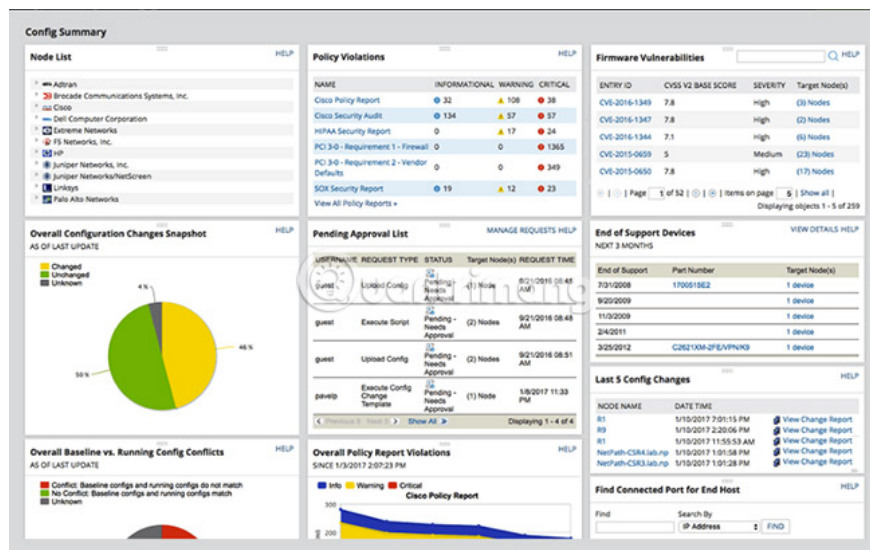 Config Summary
Node List
HELP
Adtran
Brocade Communications Systems, Inc.
Cisco
Dell Computer Corporation
Extreme Networks
F5 Networks, Inc.
HP
Juniper Networks, Inc.
Juniper Networks/NetScreen
Linksys
Palo Alto Networks
Policy Violations
HELP
NAME INFORMATIONAL WARNING CRITICAL
Cisco Policy Report 32 108 38
Cisco Security Audit 134 57 57
HIPAA Security Report 0 17 24
PCI 3-0 - Requirement 1 - Firewall 0 0 1365
PCI 3-0 - Requirement 2 - Vendor
Defaults 0 0 349
SOX Security Report 19 12 23
View All Policy Reports »
Firmware Vulnerabilities
HELP
ENTRY ID CVSS V2 BASE SCORE SEVERITY Target Node(s)
CVE-2016-1349 7.8 High (3) Nodes
CVE-2016-1347 7.8 High (2) Nodes
CVE-2016-1344 7.1 High (6) Nodes
CVE-2015-0659 5 Medium (23) Nodes
CVE-2015-0650 7.8 High (17) Nodes
| Page 1 of 52 | Items on page 5 | Show all |
Displaying objects 1 - 5 of 259
Overall Configuration Changes Snapshot
HELP
AS OF LAST UPDATE
Changed
Unchanged
Unknown
4 %
46 %
50 %
Pending Approval List
MANAGE REQUESTS HELP
USERNAME REQUEST TYPE STATUS Target Node(s) REQUEST TIME
guest Upload Config Pending - Needs Approval (1) Node 9/21/2016 08:48 AM
guest Execute Script Pending - Needs Approval (2) Nodes 9/21/2016 08:48 AM
guest Upload Config Pending - Needs Approval (2) Nodes 9/21/2016 08:51 AM
pavelp Execute Config Change Template Pending - Needs Approval (1) Node 1/8/2017 11:33 PM
< Previous 5 Next 5 > Show All Displaying 1 - 4 of 4
Quantrimang
End of Support Devices
VIEW DETAILS HELP
NEXT 3 MONTHS
End of Support Part Number Target Node(s)
7/31/2008 1700515E2 1 device
9/20/2009 1 device
11/3/2009 1 device
2/4/2011 1 device
3/25/2012 C2621XM-2FE/VPN/K9 1 device
Last 5 Config Changes
HELP
NODE NAME DATE TIME
R1 1/10/2017 7:01:15 PM View Change Report
R9 1/10/2017 2:20:06 PM View Change Report
R1 1/10/2017 11:55:53 AM View Change Report
NetPath-CSR4.lab.np 1/10/2017 1:01:58 PM View Change Report
NetPath-CSR3.lab.np 1/10/2017 1:01:28 PM View Change Report
Overall Baseline vs. Running Config Conflicts
HELP
AS OF LAST UPDATE
Conflict: Baseline configs and running configs do not match
No Conflict: Baseline configs and running configs match
Unknown
Overall Policy Report Violations
HELP
SINCE 1/3/2017 2:07:23 PM
Info Warning Critical
Cisco Policy Report
300
200
Find Connected Port for End Host
HELP
Find Search By
IP Address FIND